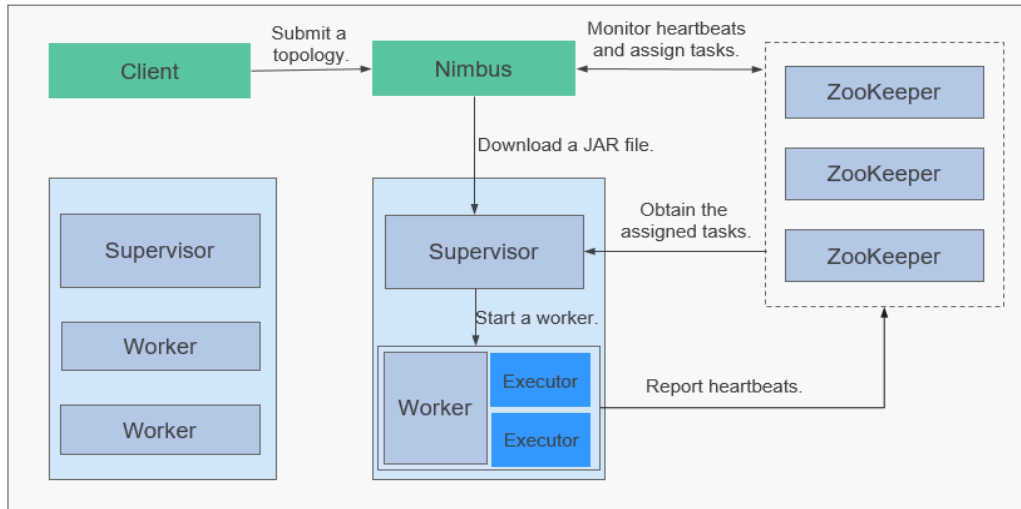 Submit a
topology.
Monitor heartbeats
and assign tasks.
Client
Nimbus
ZooKeeper
Download a JAR file.
ZooKeeper
Obtain the
assigned tasks.
Supervisor
Supervisor
ZooKeeper
Start a worker.
Worker
Worker
Executor
Worker
Executor
Report heartbeats.